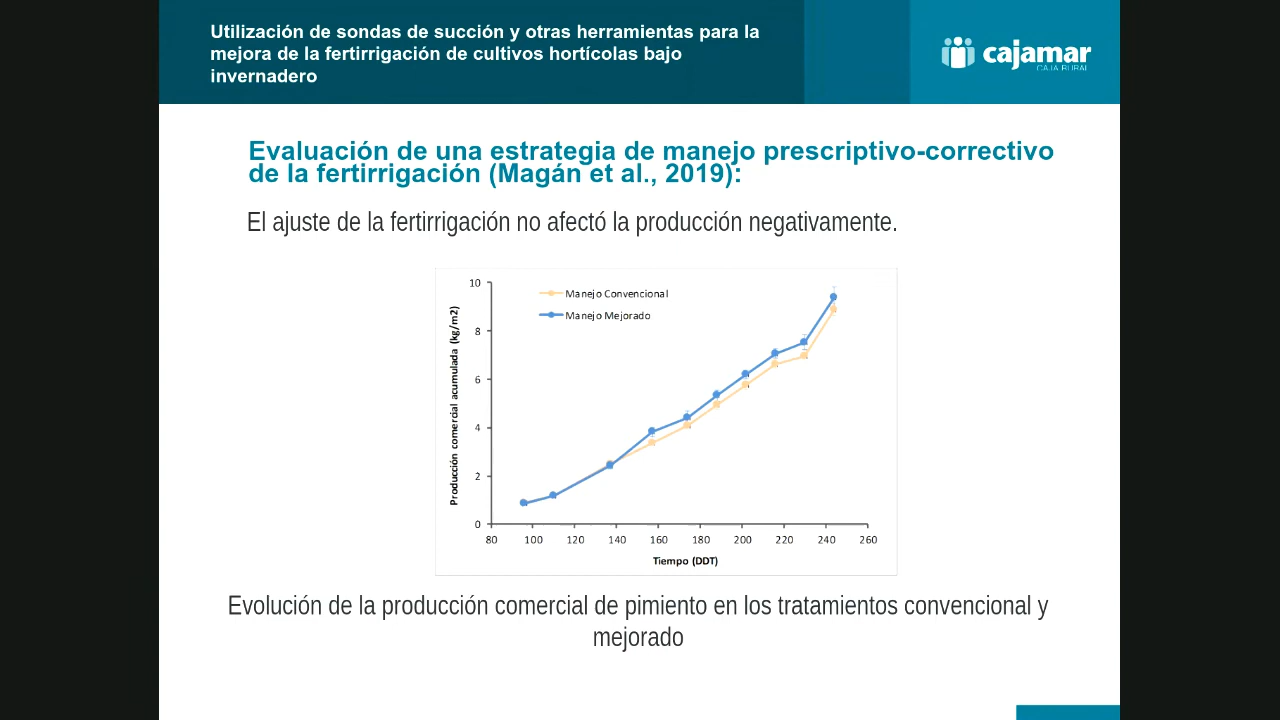 Utilización de sondas de succión y otras herramientas para la
mejora de la fertirrigación de cultivos hortícolas bajo
invernadero
cajamar
CAJA RURAL
Evaluación de una estrategia de manejo prescriptivo-correctivo
de la fertirrigación (Magán et al., 2019):
El ajuste de la fertirrigación no afectó la producción negativamente.
Manejo Convencional
Manejo Mejorado
Producción comercial acumulada (kg/m2)
10
8
6
4
2
0
80 100 120 140 160 180 200 220 240 260
Tiempo (DDT)
Evolución de la producción comercial de pimiento en los tratamientos convencional y
mejorado